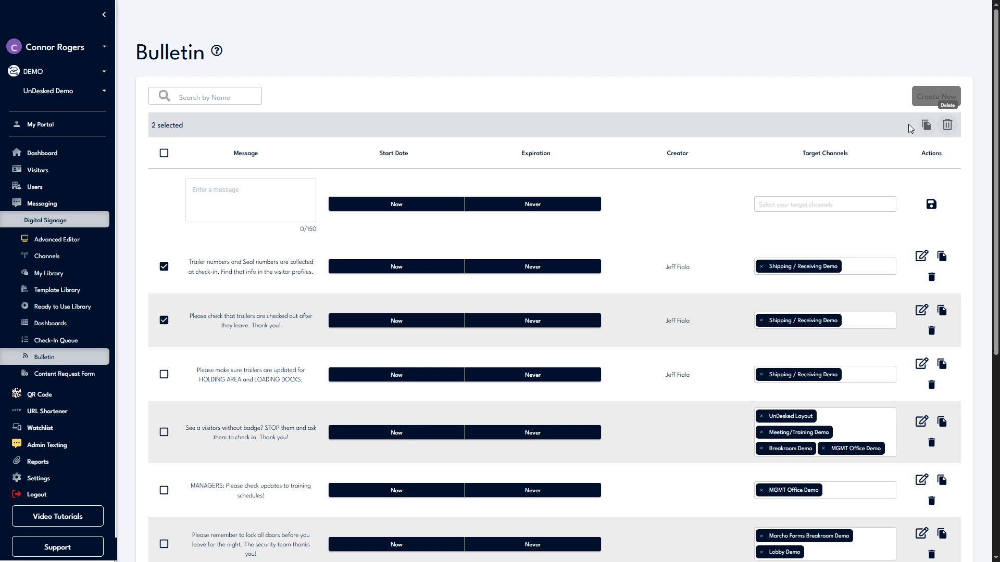 C
Connor Rogers
DEMO
UnDesked Demo
My Portal
Dashboard
Visitors
Users
Messaging
Digital Signage
Advanced Editor
Channels
My Library
Template Library
Ready to Use Library
Dashboards
Check-In Queue
Bulletin
Content Request Form
QR Code
HTTP
URL Shortener
Watchlist
Admin Texting
Reports
Settings
Logout
Video Tutorials
Support
Bulletin
Search by Name
Create New
Delete
2 selected
Message
Start Date
Expiration
Creator
Target Channels
Actions
Enter a message
0/150
Now
Never
Select your target channels
Trailer numbers and Seal numbers are collected
at check-in. Find that info in the visitor profiles.
Now
Never
Jeff Fiala
× Shipping / Receiving Demo
Please check that trailers are checked out after
they leave. Thank you!
Now
Never
Jeff Fiala
× Shipping / Receiving Demo
Please make sure trailers are updated for
HOLDING AREA and LOADING DOCKS.
Now
Never
Jeff Fiala
× Shipping / Receiving Demo
See a visitors without badge? STOP them and ask
them to check in. Thank you!
Now
Never
× UnDesked Layout
× Meeting/Training Demo
× Breakroom Demo × MGMT Office Demo
MANAGERS: Please check updates to training
schedules!
Now
Never
× MGMT Office Demo
Please remember to lock all doors before you
leave for the night. The security team thanks
you!
Now
Never
× Marcho Farms Breakroom Demo
× Lobby Demo